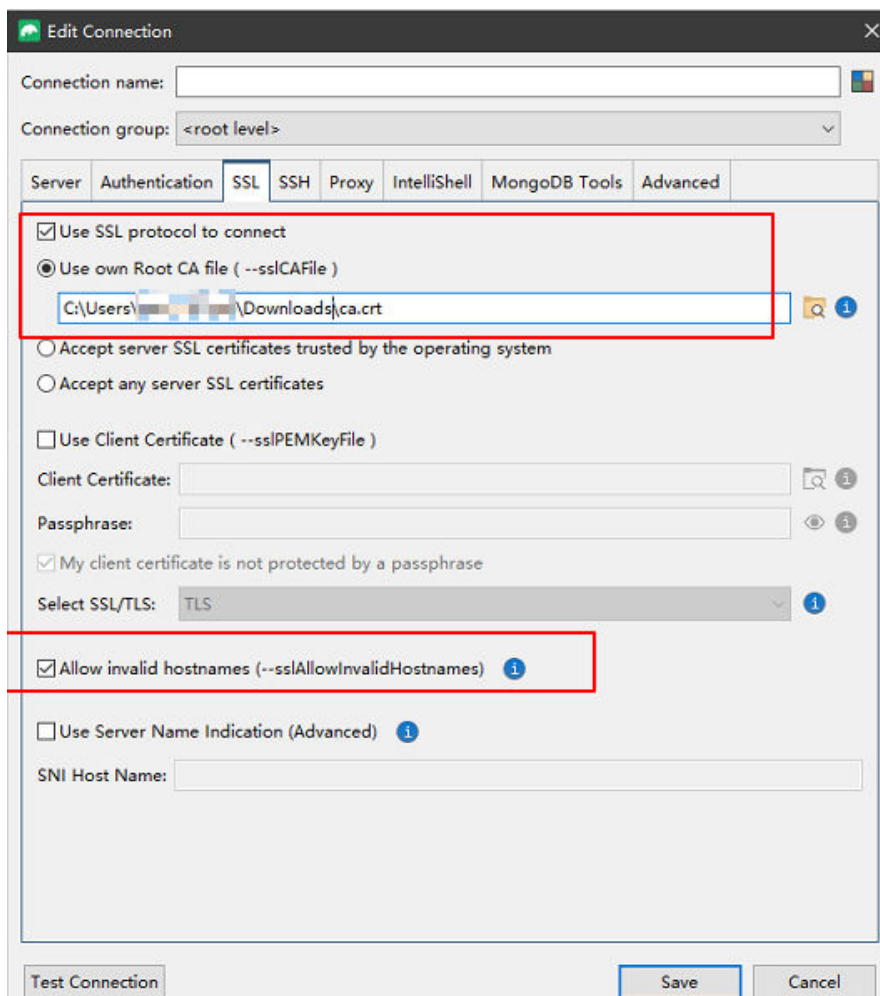 Edit Connection
Connection name:
Connection group: <root level>
Server Authentication SSL SSH Proxy IntelliShell MongoDB Tools Advanced
Use SSL protocol to connect
Use own Root CA file ( --sslCAFile )
C:\Users\ \Downloads\ca.crt
Accept server SSL certificates trusted by the operating system
Accept any server SSL certificates
Use Client Certificate ( --sslPEMKeyFile )
Client Certificate:
Passphrase:
My client certificate is not protected by a passphrase
Select SSL/TLS: TLS
Allow invalid hostnames (--sslAllowInvalidHostnames)
Use Server Name Indication (Advanced)
SNI Host Name:
Test Connection Save Cancel